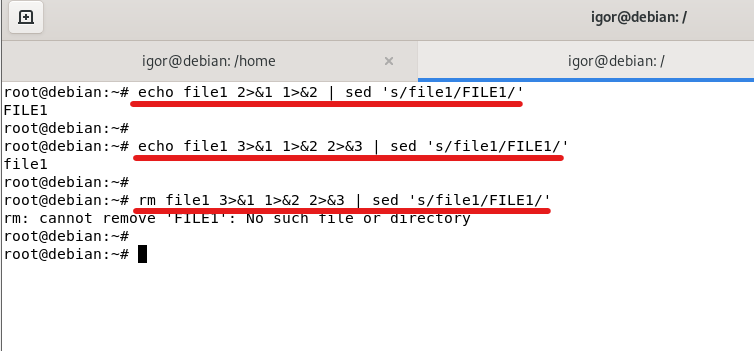 igor@debian: /
igor@debian: /home × igor@debian: /
root@debian:~# echo file1 2>&1 1>&2 | sed 's/file1/FILE1/'
FILE1
root@debian:~#
root@debian:~# echo file1 3>&1 1>&2 2>&3 | sed 's/file1/FILE1/'
file1
root@debian:~#
root@debian:~# rm file1 3>&1 1>&2 2>&3 | sed 's/file1/FILE1/'
rm: cannot remove 'FILE1': No such file or directory
root@debian:~#
root@debian:~#